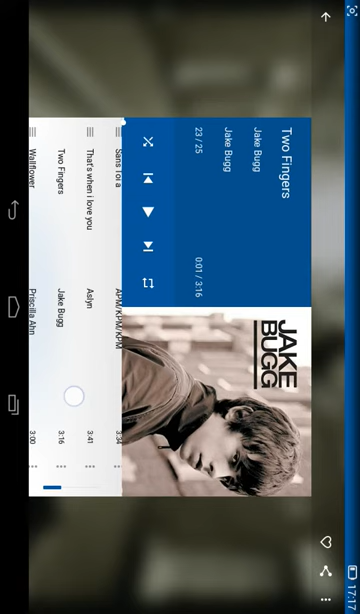 17:17
Two Fingers
Jake Bugg
Jake Bugg
23 / 25
0:01 / 3:16
JAKE
BUGG
Sans Toi a APM/KPM/KPM 3:34
That's when i love you Aslyn 3:41
Two Fingers Jake Bugg 3:16
Wallflower Priscilla Ahn 3:00